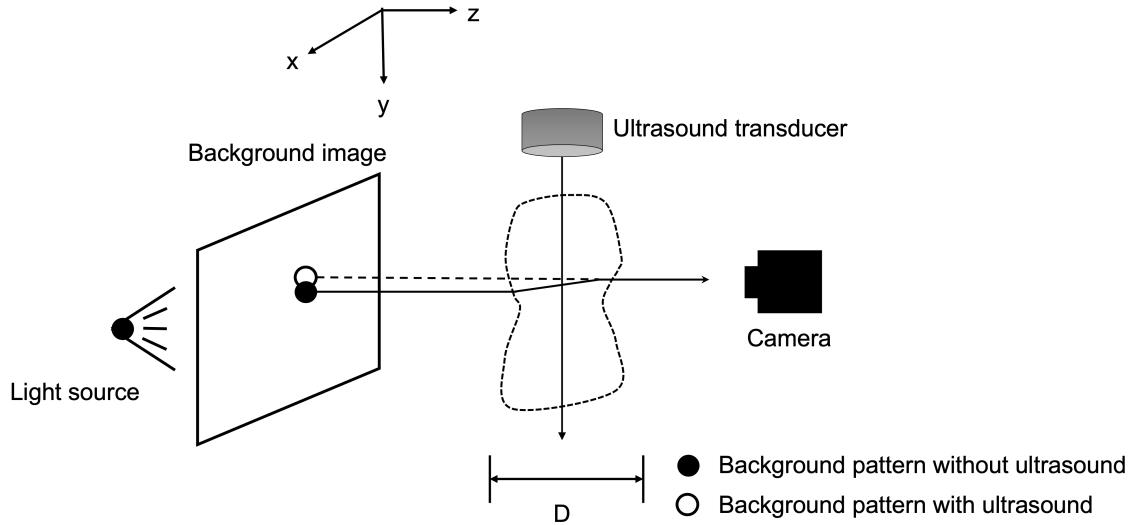 z
x
y
Ultrasound transducer
Background image
Camera
Light source
Background pattern without ultrasound
Background pattern with ultrasound
D